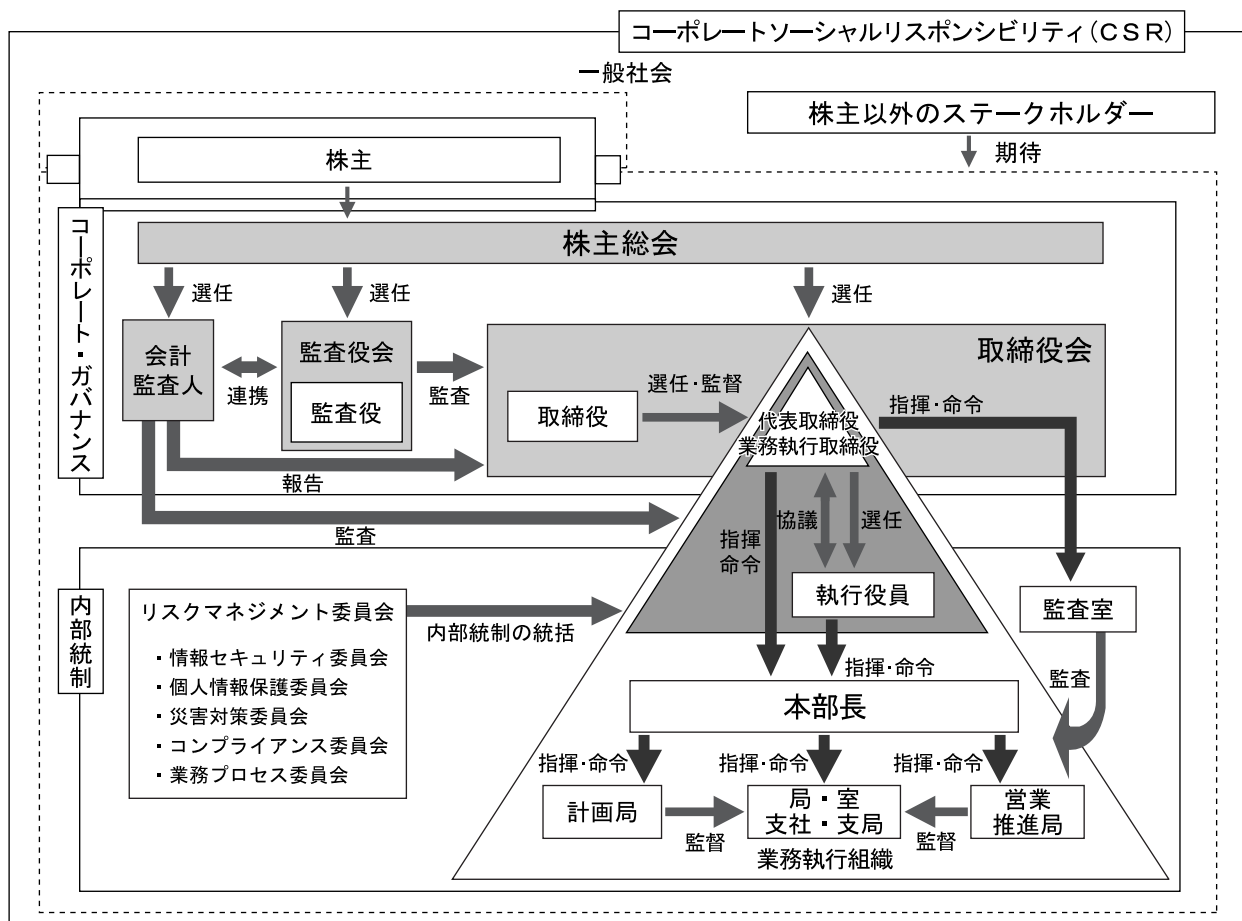 コーポレートソーシャルリスポンシビリティ(CSR)
一般社会
株主以外のステークホルダー
期待
株主
コーポレート・ガバナンス
株主総会
選任
選任
選任
会計
監査人
連携
監査役会
監査役
監査
取締役会
取締役
選任・監督
代表取締役
業務執行取締役
指揮・命令
報告
監査
協議
選任
指揮
命令
内部統制
リスクマネジメント委員会
・情報セキュリティ委員会
・個人情報保護委員会
・災害対策委員会
・コンプライアンス委員会
・業務プロセス委員会
内部統制の統括
執行役員
監査室
指揮・命令
監査
本部長
指揮・命令
指揮・命令
指揮・命令
計画局
監督
局・室
支社・支局
監督
営業
推進局
業務執行組織